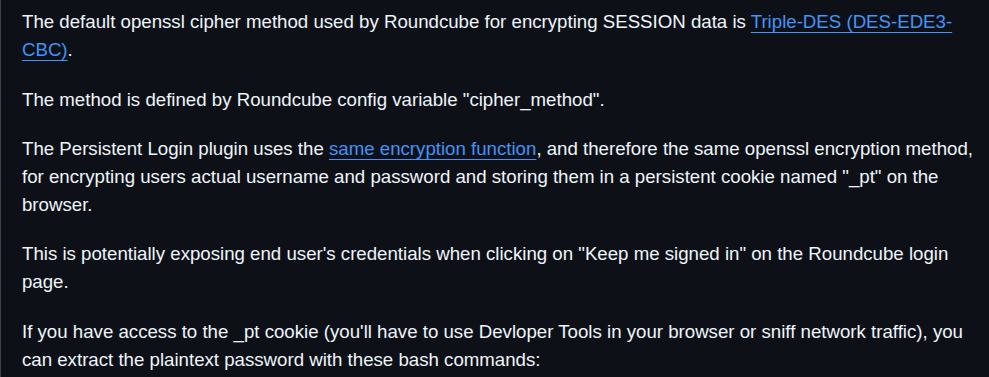 The default openssl cipher method used by Roundcube for encrypting SESSION data is Triple-DES (DES-EDE3-
CBC).
The method is defined by Roundcube config variable "cipher_method".
The Persistent Login plugin uses the same encryption function, and therefore the same openssl encryption method,
for encrypting users actual username and password and storing them in a persistent cookie named "_pt" on the
browser.
This is potentially exposing end user's credentials when clicking on "Keep me signed in" on the Roundcube login
page.
If you have access to the _pt cookie (you'll have to use Devloper Tools in your browser or sniff network traffic), you
can extract the plaintext password with these bash commands: